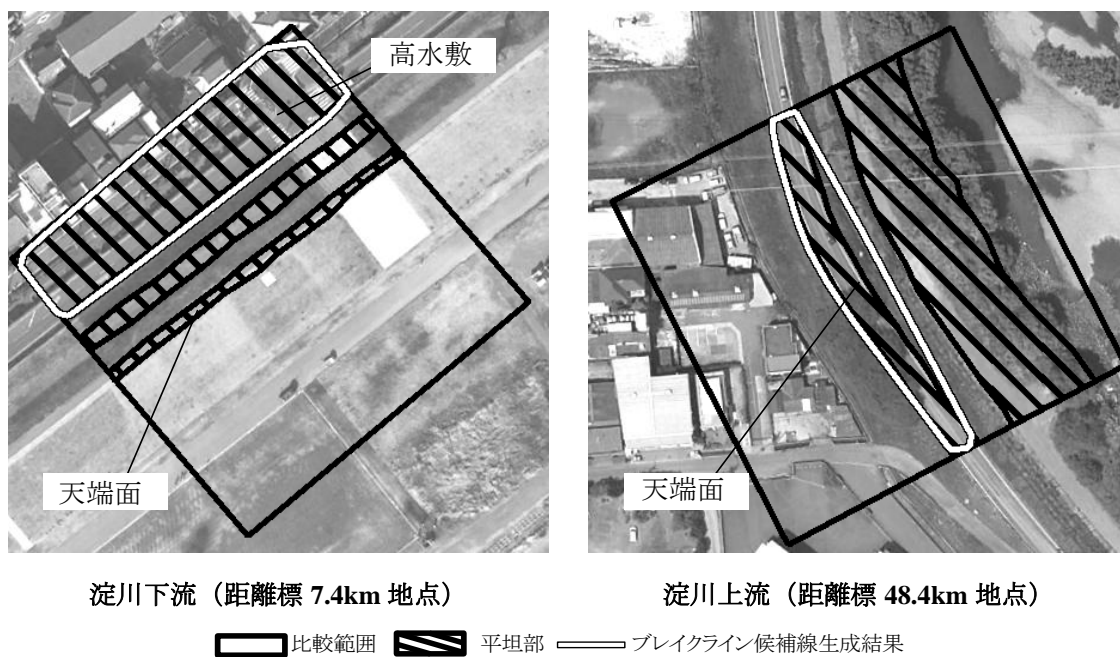 高水敷
天端面
天端面
淀川下流（距離標 7.4km 地点）
淀川上流（距離標 48.4km 地点）
比較範囲 平坦部 ブレイクライン候補線生成結果